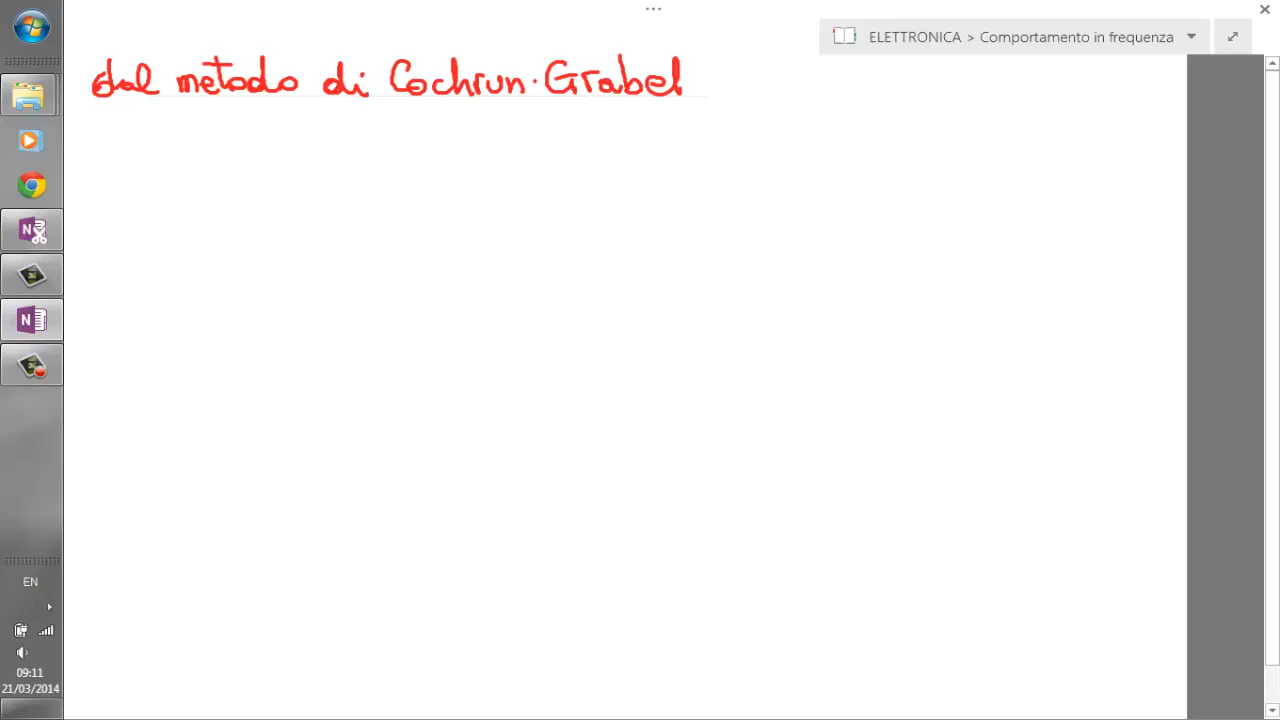 ELETTRONICA > Comportamento in frequenza
dal metodo di Cochrun-Grabel
EN
09:11
21/03/2014